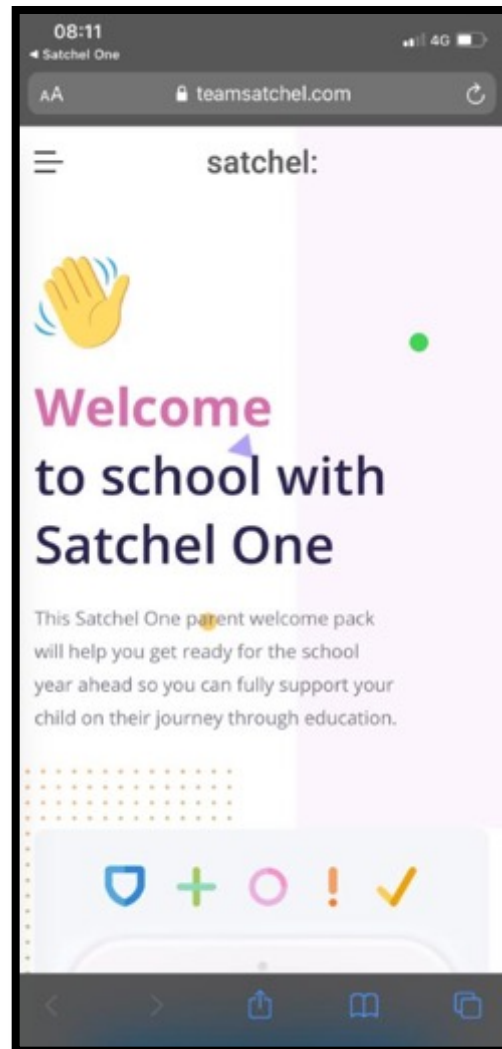 08:11
4G
◀ Satchel One
AA teamsatchel.com
satchel:
Welcome
to school with
Satchel One
This Satchel One parent welcome pack
will help you get ready for the school
year ahead so you can fully support your
child on their journey through education.